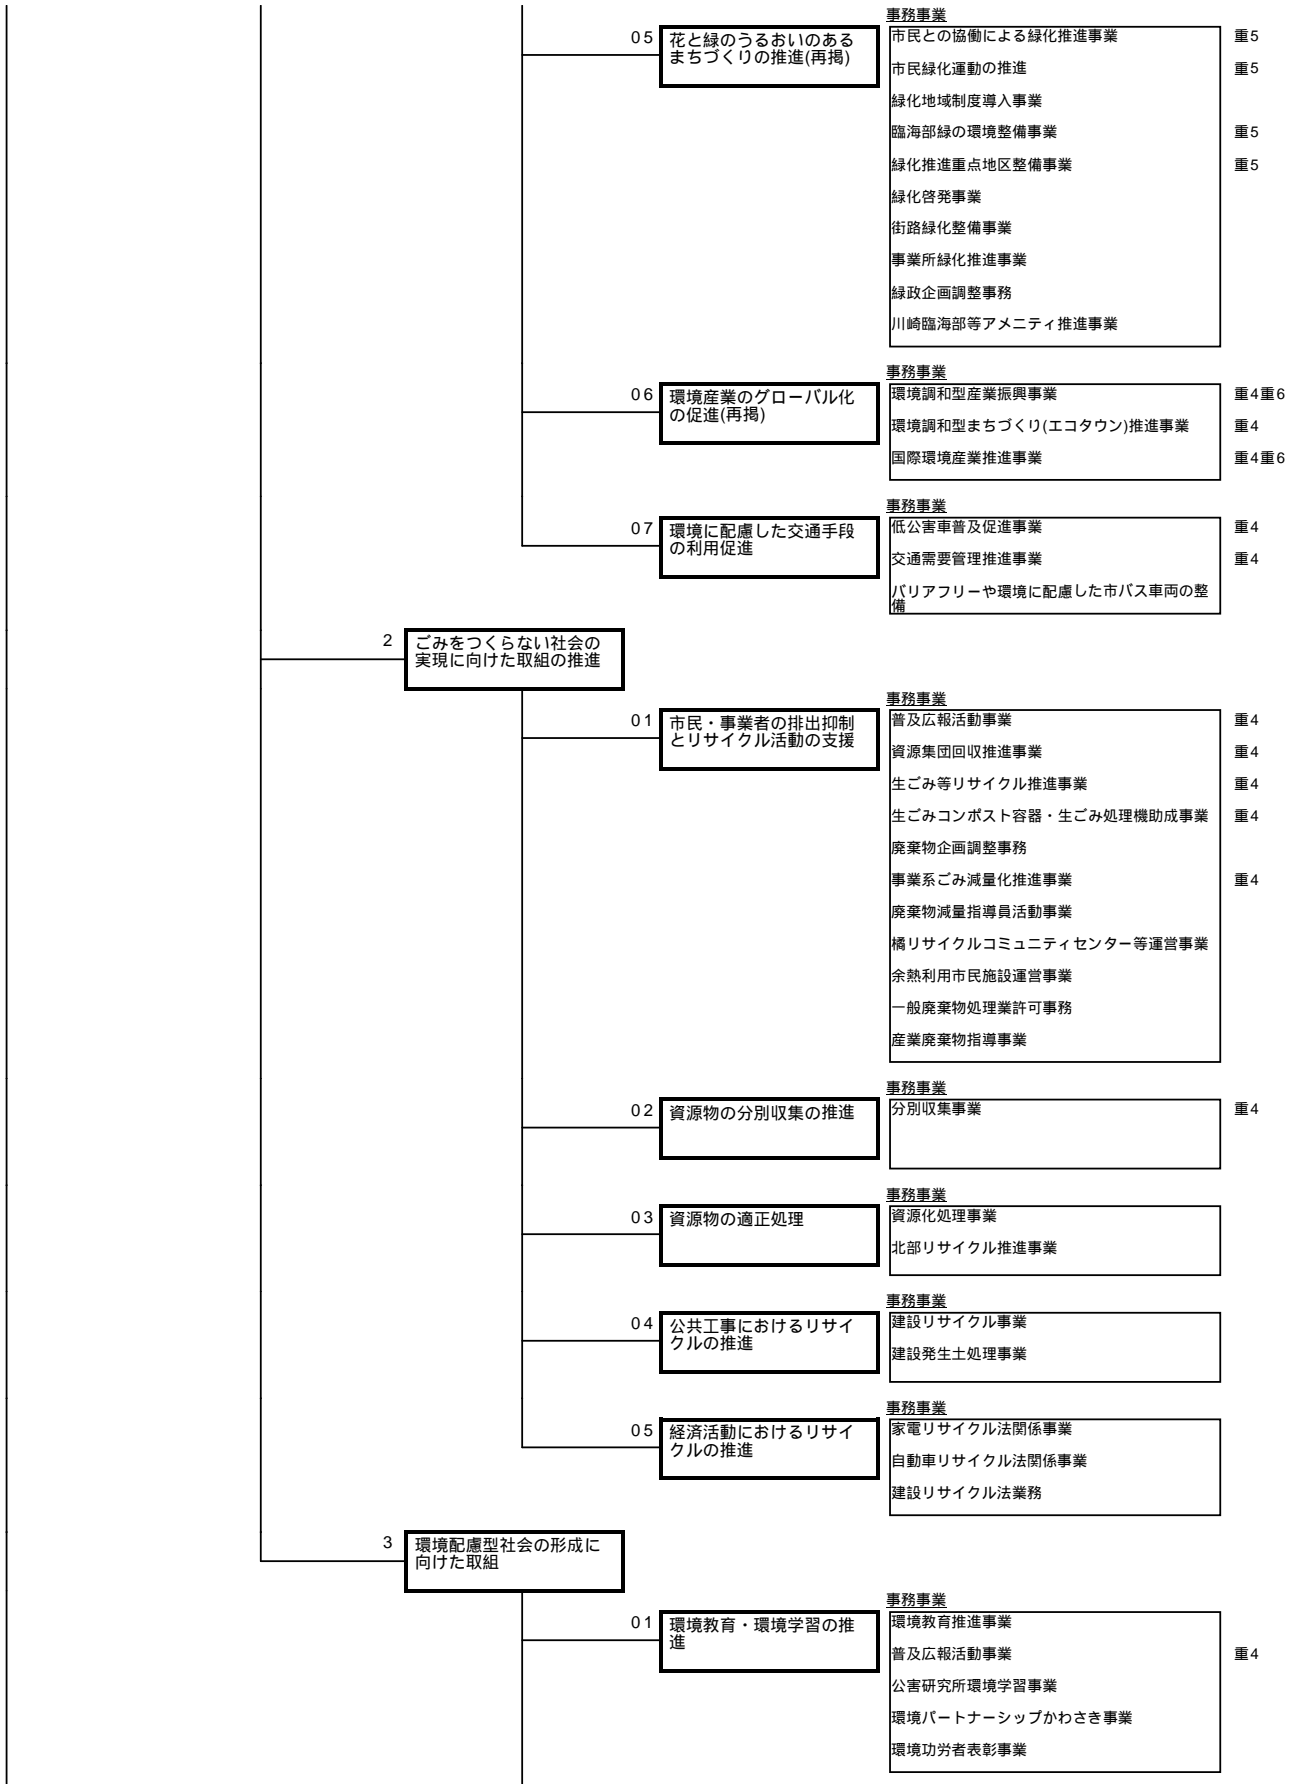 事務事業
05 花と緑のうるおいのある
まちづくりの推進(再掲)
市民との協働による緑化推進事業 重5
市民緑化運動の推進 重5
緑化地域制度導入事業
臨海部緑の環境整備事業 重5
緑化推進重点地区整備事業 重5
緑化啓発事業
街路緑化整備事業
事業所緑化推進事業
緑政企画調整事務
川崎臨海部等アメニティ推進事業
事務事業
06 環境産業のグローバル化
の促進(再掲)
環境調和型産業振興事業 重4重6
環境調和型まちづくり(エコタウン)推進事業 重4
国際環境産業推進事業 重4重6
事務事業
07 環境に配慮した交通手段
の利用促進
低公害車普及促進事業 重4
交通需要管理推進事業 重4
バリアフリーや環境に配慮した市バス車両の整
備
2 ごみをつくらない社会の
実現に向けた取組の推進
事務事業
01 市民・事業者の排出抑制
とリサイクル活動の支援
普及広報活動事業 重4
資源集団回収推進事業 重4
生ごみ等リサイクル推進事業 重4
生ごみコンポスト容器・生ごみ処理機助成事業 重4
廃棄物企画調整事務
事業系ごみ減量化推進事業 重4
廃棄物減量指導員活動事業
橘リサイクルコミュニティセンター等運営事業
余熱利用市民施設運営事業
一般廃棄物処理業許可事務
産業廃棄物指導事業
事務事業
02 資源物の分別収集の推進
分別収集事業 重4
事務事業
03 資源物の適正処理
資源化処理事業
北部リサイクル推進事業
事務事業
04 公共工事におけるリサイ
クルの推進
建設リサイクル事業
建設発生土処理事業
事務事業
05 経済活動におけるリサイ
クルの推進
家電リサイクル法関係事業
自動車リサイクル法関係事業
建設リサイクル法業務
3 環境配慮型社会の形成に
向けた取組
事務事業
01 環境教育・環境学習の推
進
環境教育推進事業
普及広報活動事業 重4
公害研究所環境学習事業
環境パートナーシップかわさき事業
環境功労者表彰事業